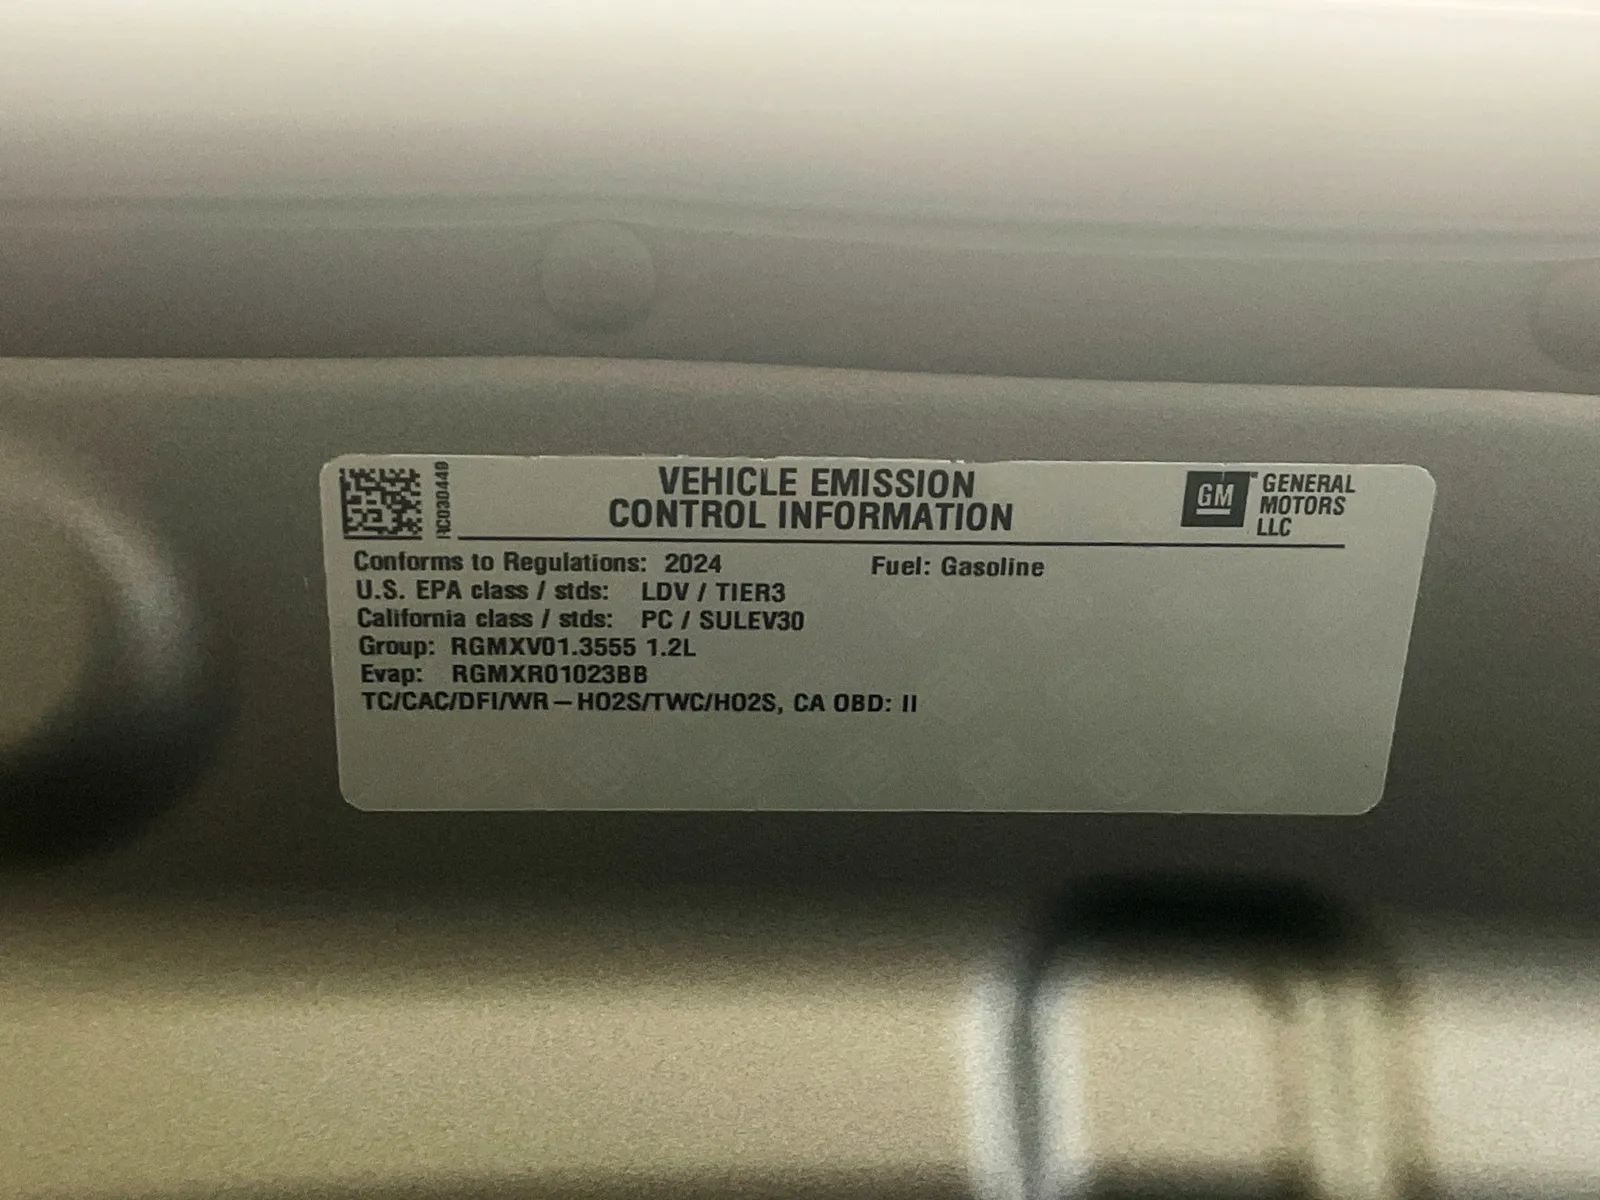 RC030449
VEHICLE EMISSION
CONTROL INFORMATION
GM
GENERAL
MOTORS
LLC
Conforms to Regulations: 2024 Fuel: Gasoline
U.S. EPA class / stds: LDV / TIER3
California class / stds: PC / SULEV30
Group: RGMXV01.3555 1.2L
Evap: RGMXR01023BB
TC/CAC/DFI/WR–HO2S/TWC/HO2S, CA OBD: II